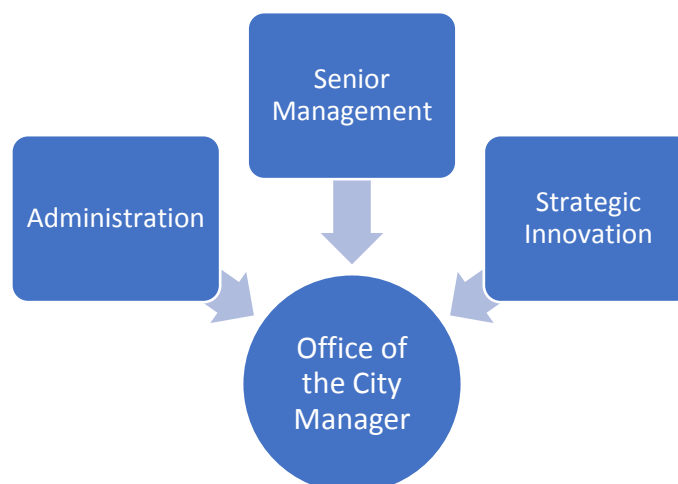 Senior
Management
Administration
Strategic
Innovation
Office of
the City
Manager